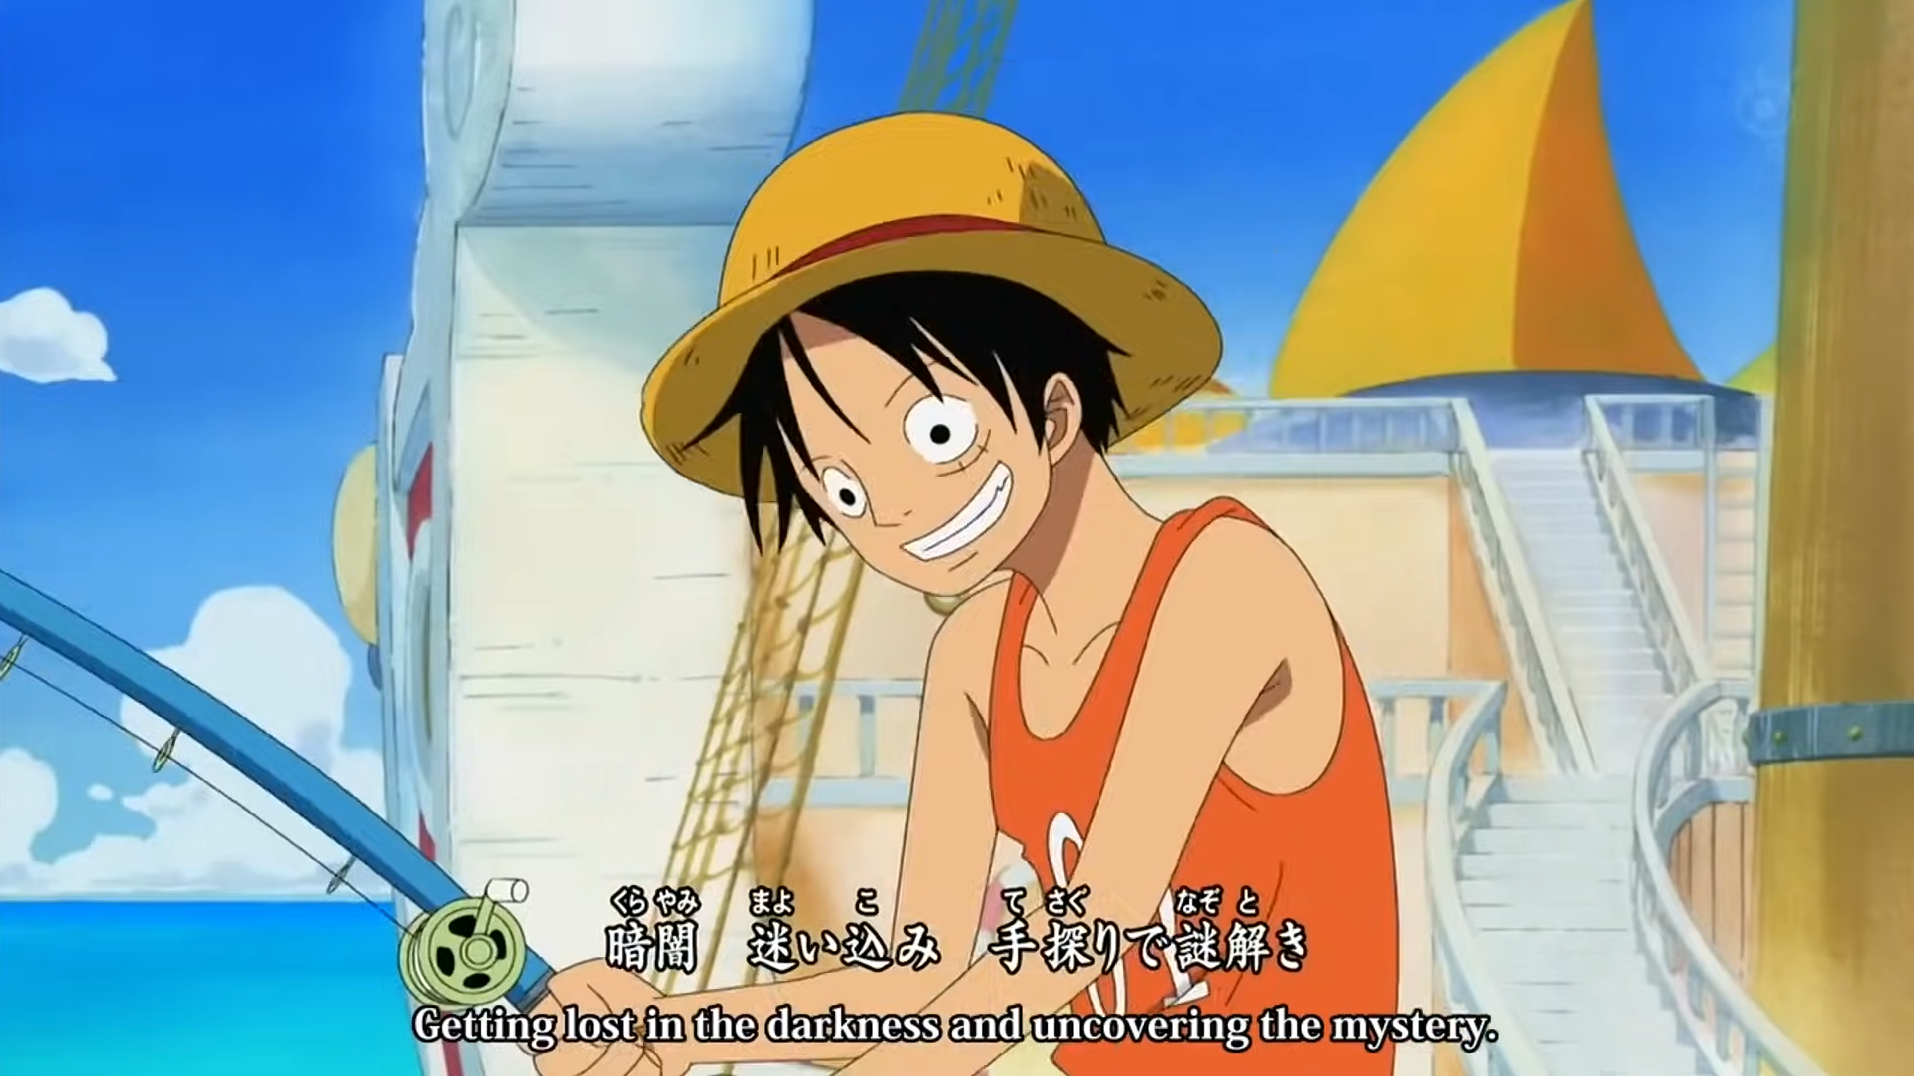 くらやみ まよ こ て さぐ なぞ と
暗闇 迷い込み 手探りで謎解き
Getting lost in the darkness and uncovering the mystery.